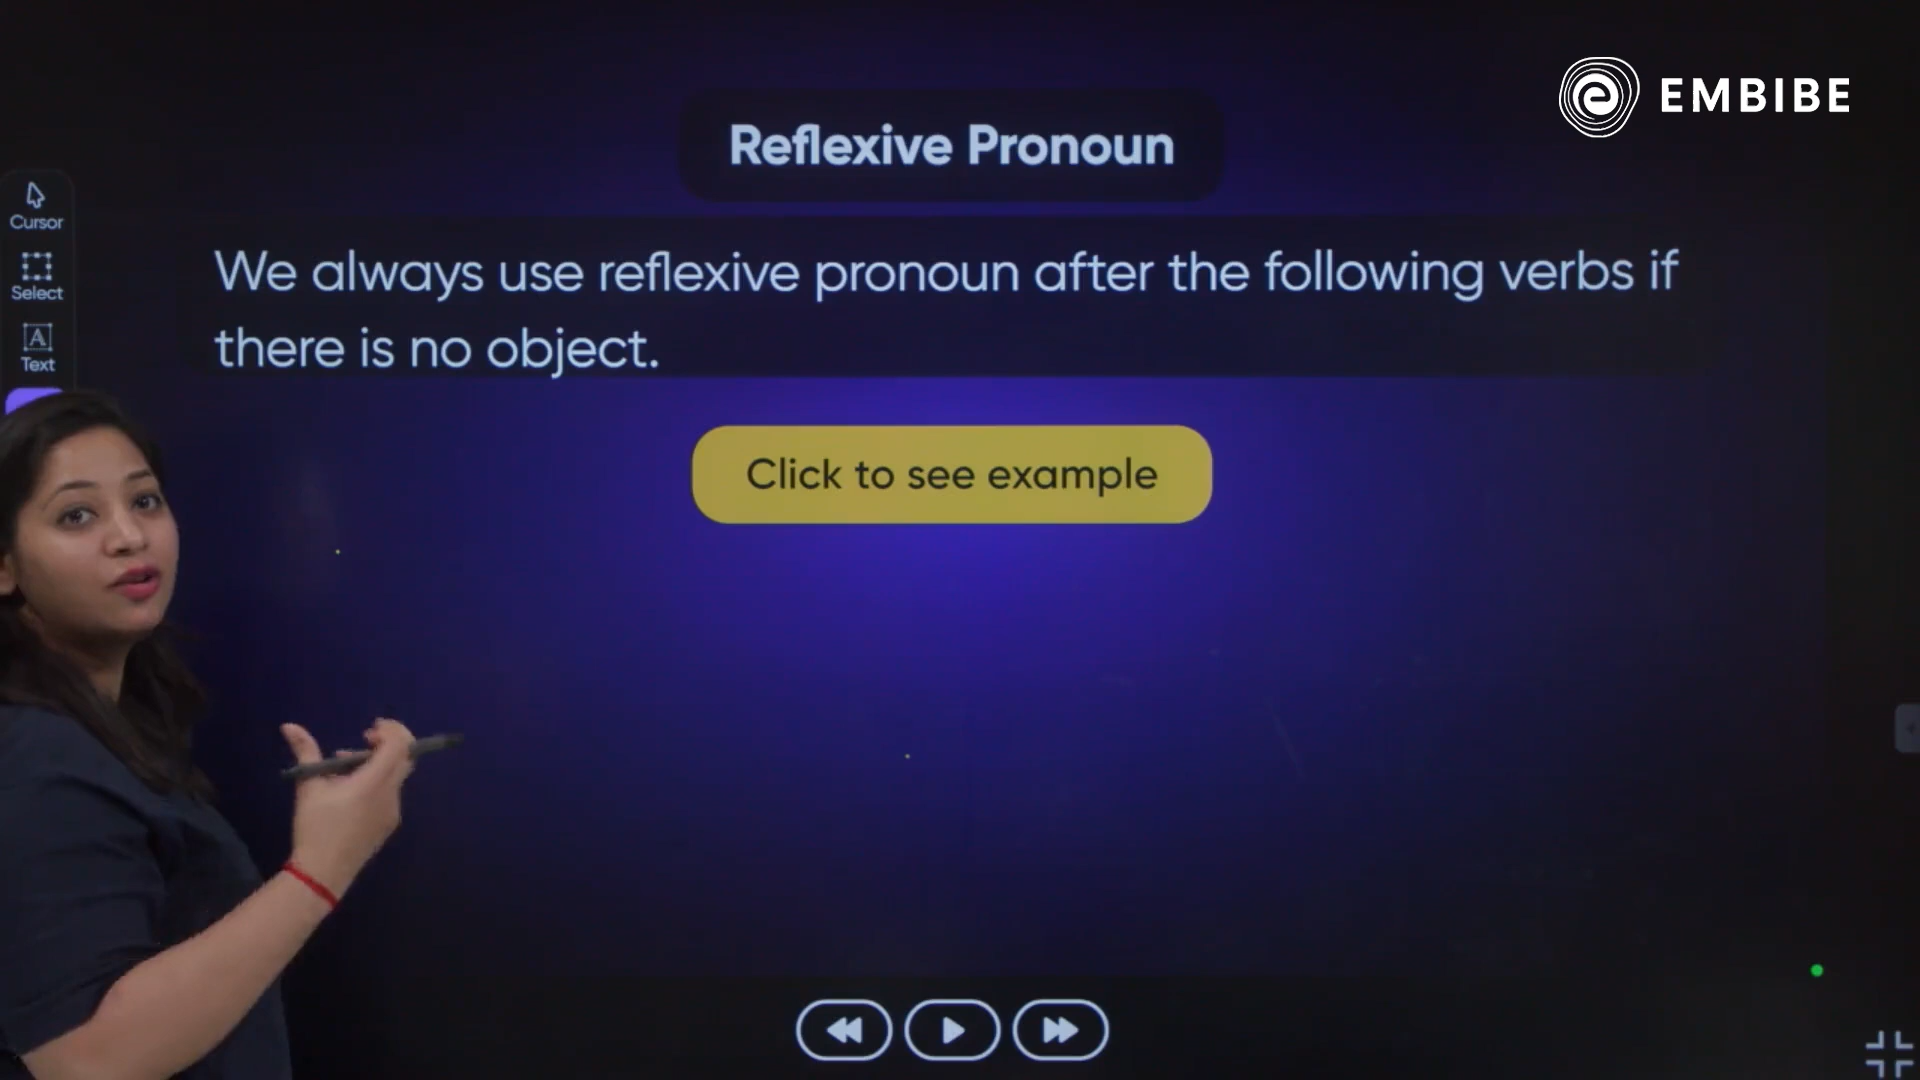 EMBIBE
Reflexive Pronoun
Cursor
Select
Text
We always use reflexive pronoun after the following verbs if
there is no object.
Click to see example